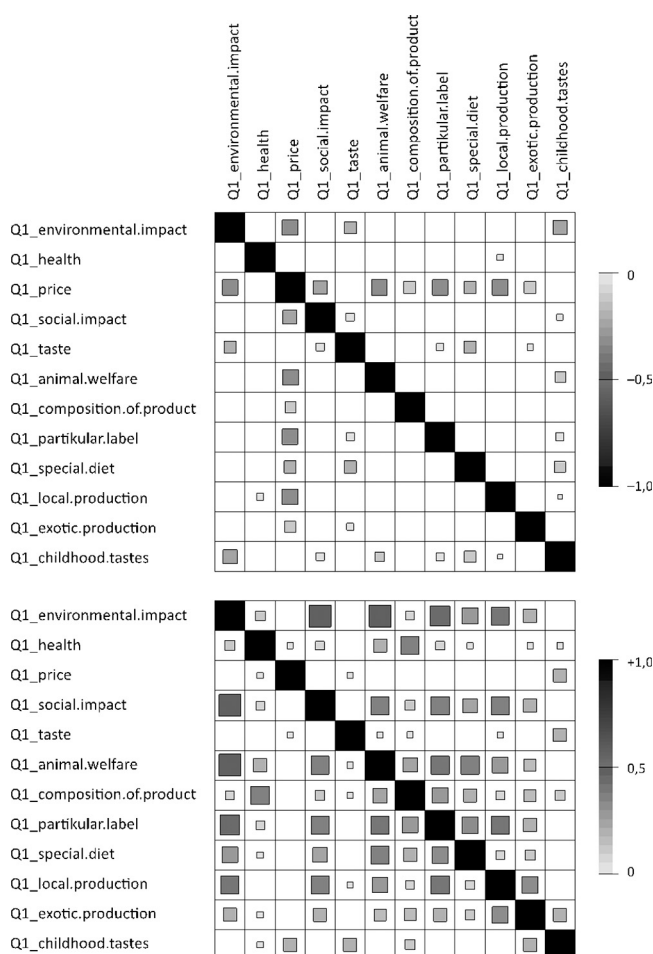 Q1_environmental.impact
Q1_health
Q1_price
Q1_social.impact
Q1_taste
Q1_animal.welfare
Q1_composition.of.product
Q1_partikular.label
Q1_special.diet
Q1_local.production
Q1_exotic.production
Q1_childhood.tastes
Q1_environmental.impact
Q1_health
Q1_price
Q1_social.impact
Q1_taste
Q1_animal.welfare
Q1_composition.of.product
Q1_partikular.label
Q1_special.diet
Q1_local.production
Q1_exotic.production
Q1_childhood.tastes
0
−0,5
−1,0
Q1_environmental.impact
Q1_health
Q1_price
Q1_social.impact
Q1_taste
Q1_animal.welfare
Q1_composition.of.product
Q1_partikular.label
Q1_special.diet
Q1_local.production
Q1_exotic.production
Q1_childhood.tastes
+1,0
0,5
0